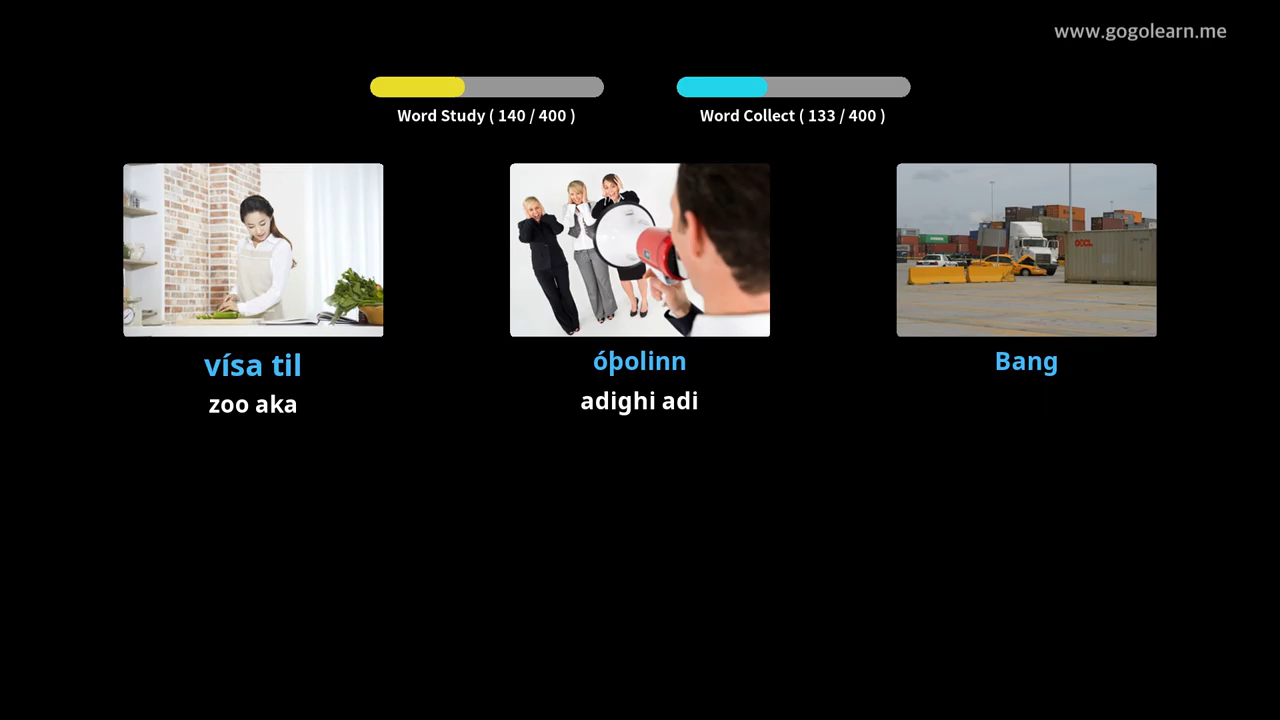 www.gogolearn.me
Word Study ( 140 / 400 )
Word Collect ( 133 / 400 )
vísa til
zoo aka
óþolinn
adighi adi
Bang